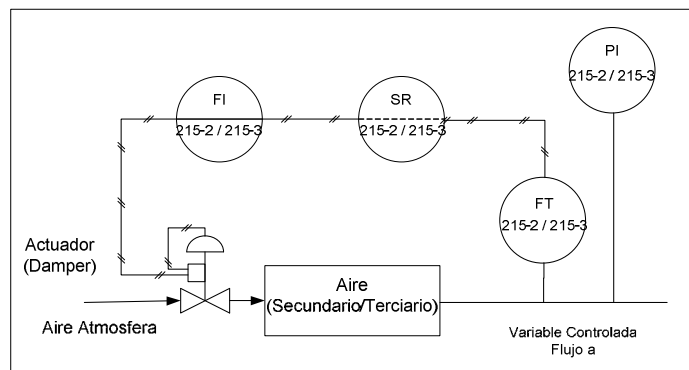 PI
215-2 / 215-3
FI
215-2 / 215-3
SR
215-2 / 215-3
FT
215-2 / 215-3
Actuador
(Damper)
Aire
(Secundario/Terciario)
Aire Atmosfera
Variable Controlada
Flujo a